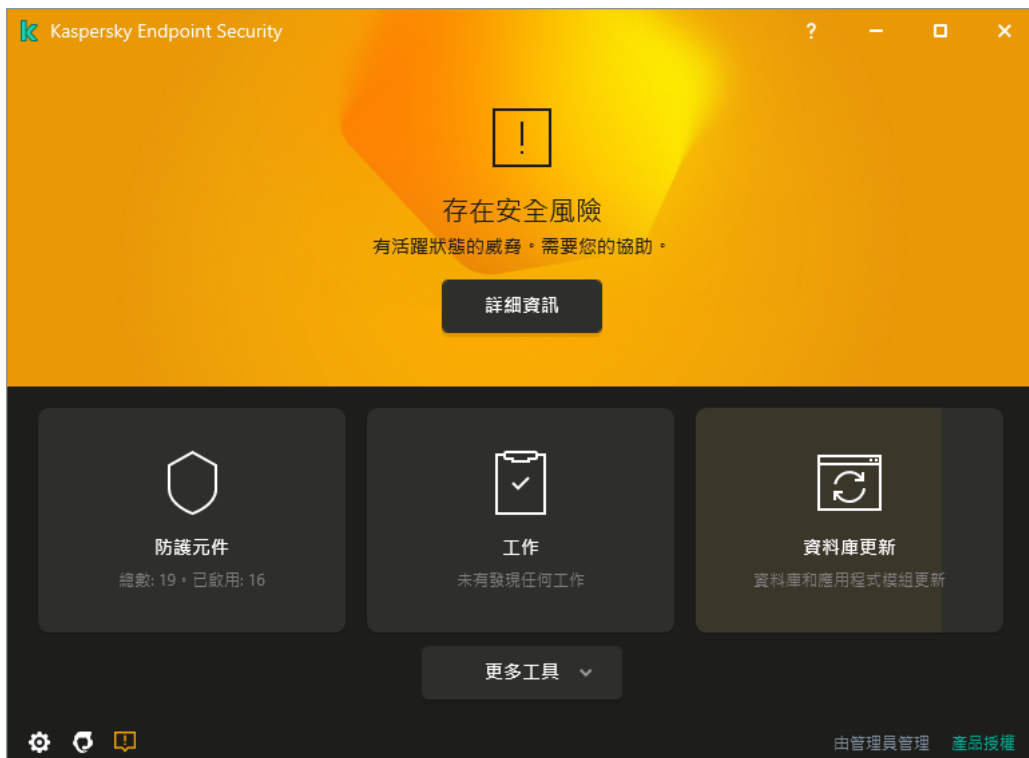 Kaspersky Endpoint Security
存在安全風險
有活躍狀態的威脅。需要您的協助。
詳細資訊
防護元件
總數: 19,已啟用: 16
工作
未有發現任何工作
資料庫更新
資料庫和應用程式模組更新
更多工具
由管理員管理
產品授權